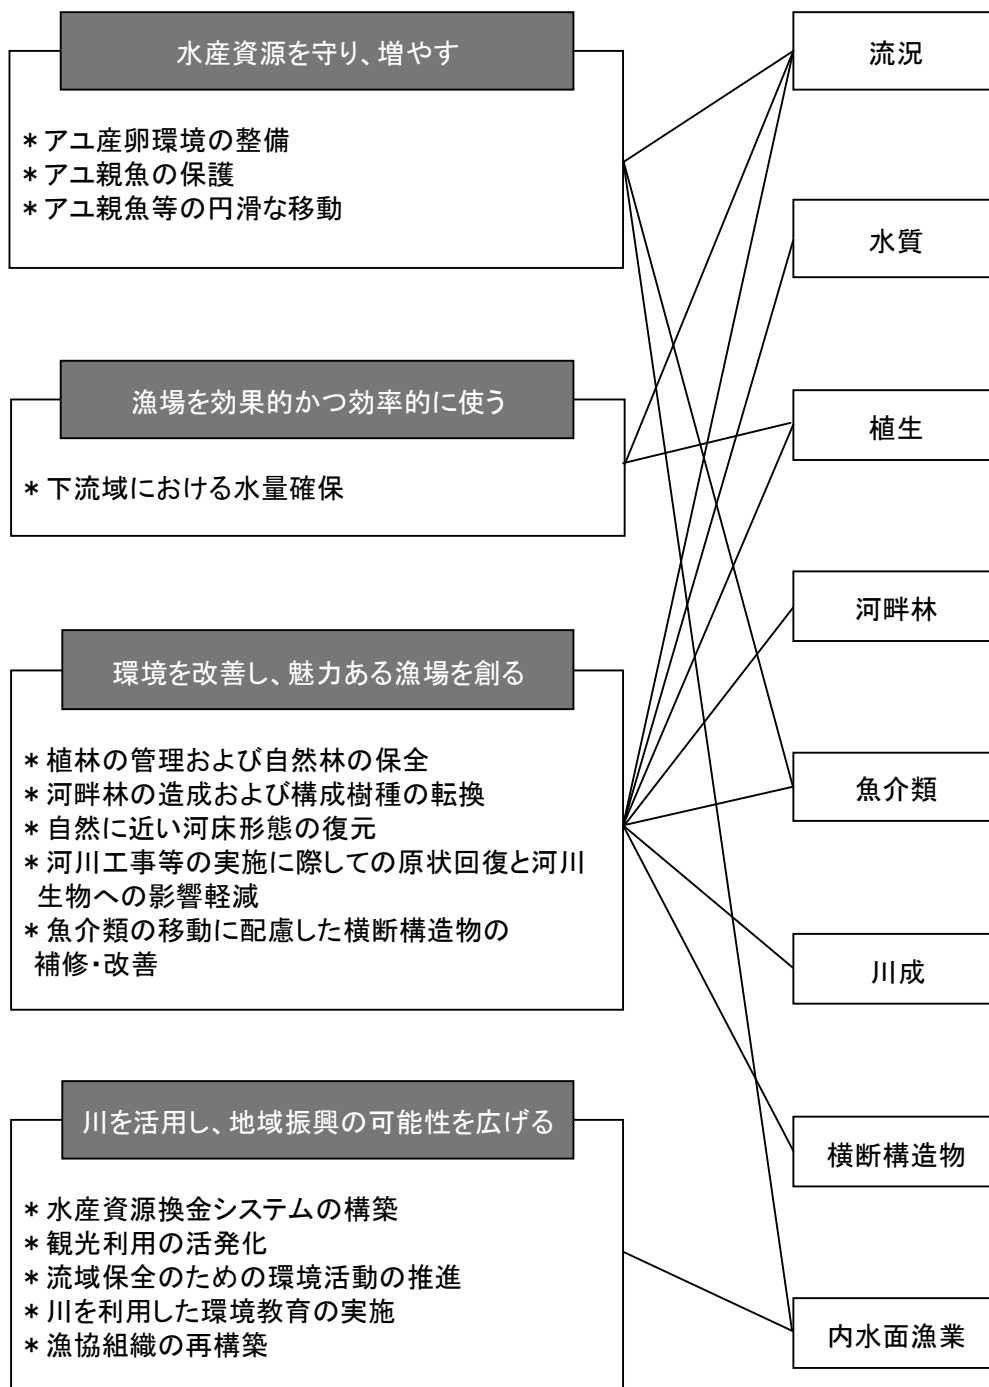 水産資源を守り、増やす
＊アユ産卵環境の整備
＊アユ親魚の保護
＊アユ親魚等の円滑な移動
漁場を効果的かつ効率的に使う
＊下流域における水量確保
環境を改善し、魅力ある漁場を創る
＊植林の管理および自然林の保全
＊河畔林の造成および構成樹種の転換
＊自然に近い河床形態の復元
＊河川工事等の実施に際しての原状回復と河川
生物への影響軽減
＊魚介類の移動に配慮した横断構造物の
補修・改善
川を活用し、地域振興の可能性を広げる
＊水産資源換金システムの構築
＊観光利用の活発化
＊流域保全のための環境活動の推進
＊川を利用した環境教育の実施
＊漁協組織の再構築
流況
水質
植生
河畔林
魚介類
川成
横断構造物
内水面漁業